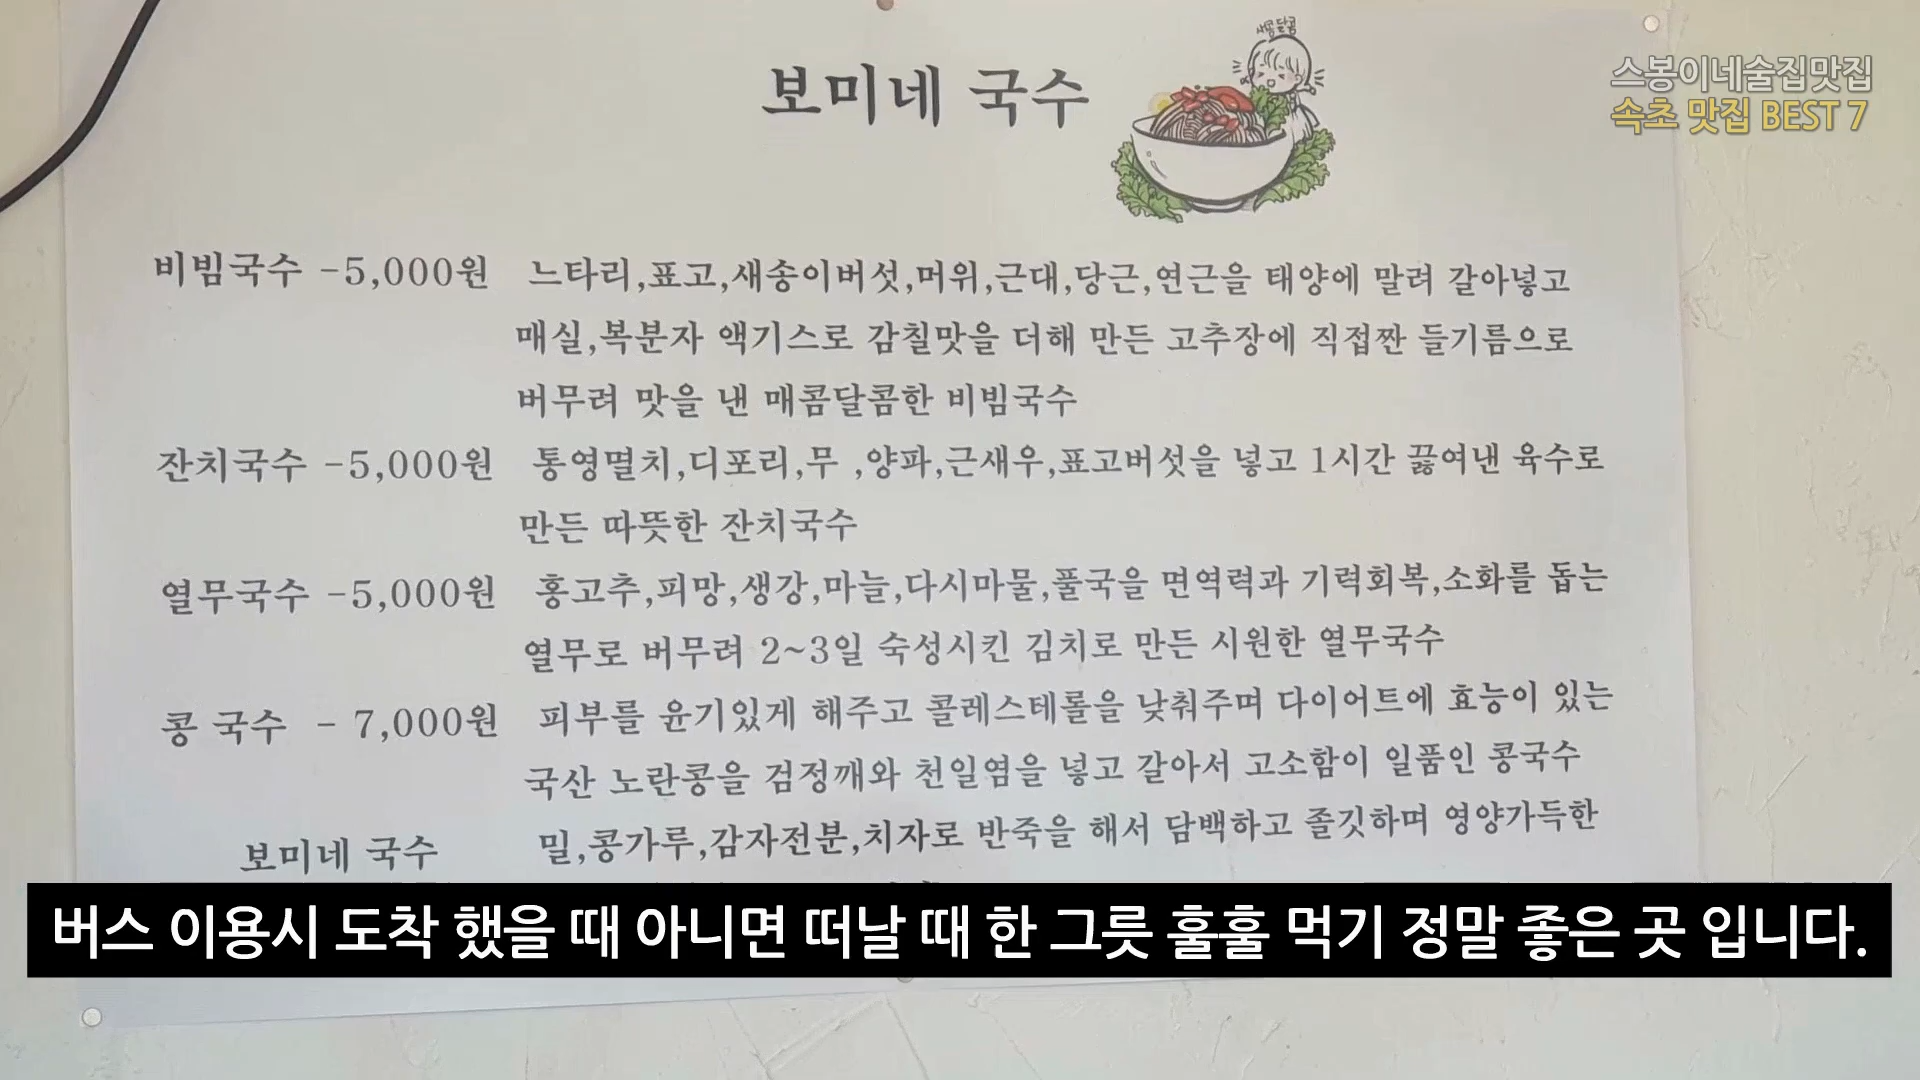 새콤달콤
보미네 국수
스봉이네술집맛집
속초 맛집 BEST 7
비빔국수 -5,000원 느타리,표고,새송이버섯,머위,근대,당근,연근을 태양에 말려 갈아넣고
매실,복분자 액기스로 감칠맛을 더해 만든 고추장에 직접짠 들기름으로
버무려 맛을 낸 매콤달콤한 비빔국수
잔치국수 -5,000원 통영멸치,디포리,무 ,양파,근새우,표고버섯을 넣고 1시간 끓여낸 육수로
만든 따뜻한 잔치국수
열무국수 -5,000원 홍고추,피망,생강,마늘,다시마물,풀국을 면역력과 기력회복,소화를 돕는
열무로 버무려 2~3일 숙성시킨 김치로 만든 시원한 열무국수
콩 국수 - 7,000원 피부를 윤기있게 해주고 콜레스테롤을 낮춰주며 다이어트에 효능이 있는
국산 노란콩을 검정깨와 천일염을 넣고 갈아서 고소함이 일품인 콩국수
보미네 국수 밀,콩가루,감자전분,치자로 반죽을 해서 담백하고 졸깃하며 영양가득한
버스 이용시 도착 했을 때 아니면 떠날 때 한 그릇 훌훌 먹기 정말 좋은 곳 입니다.